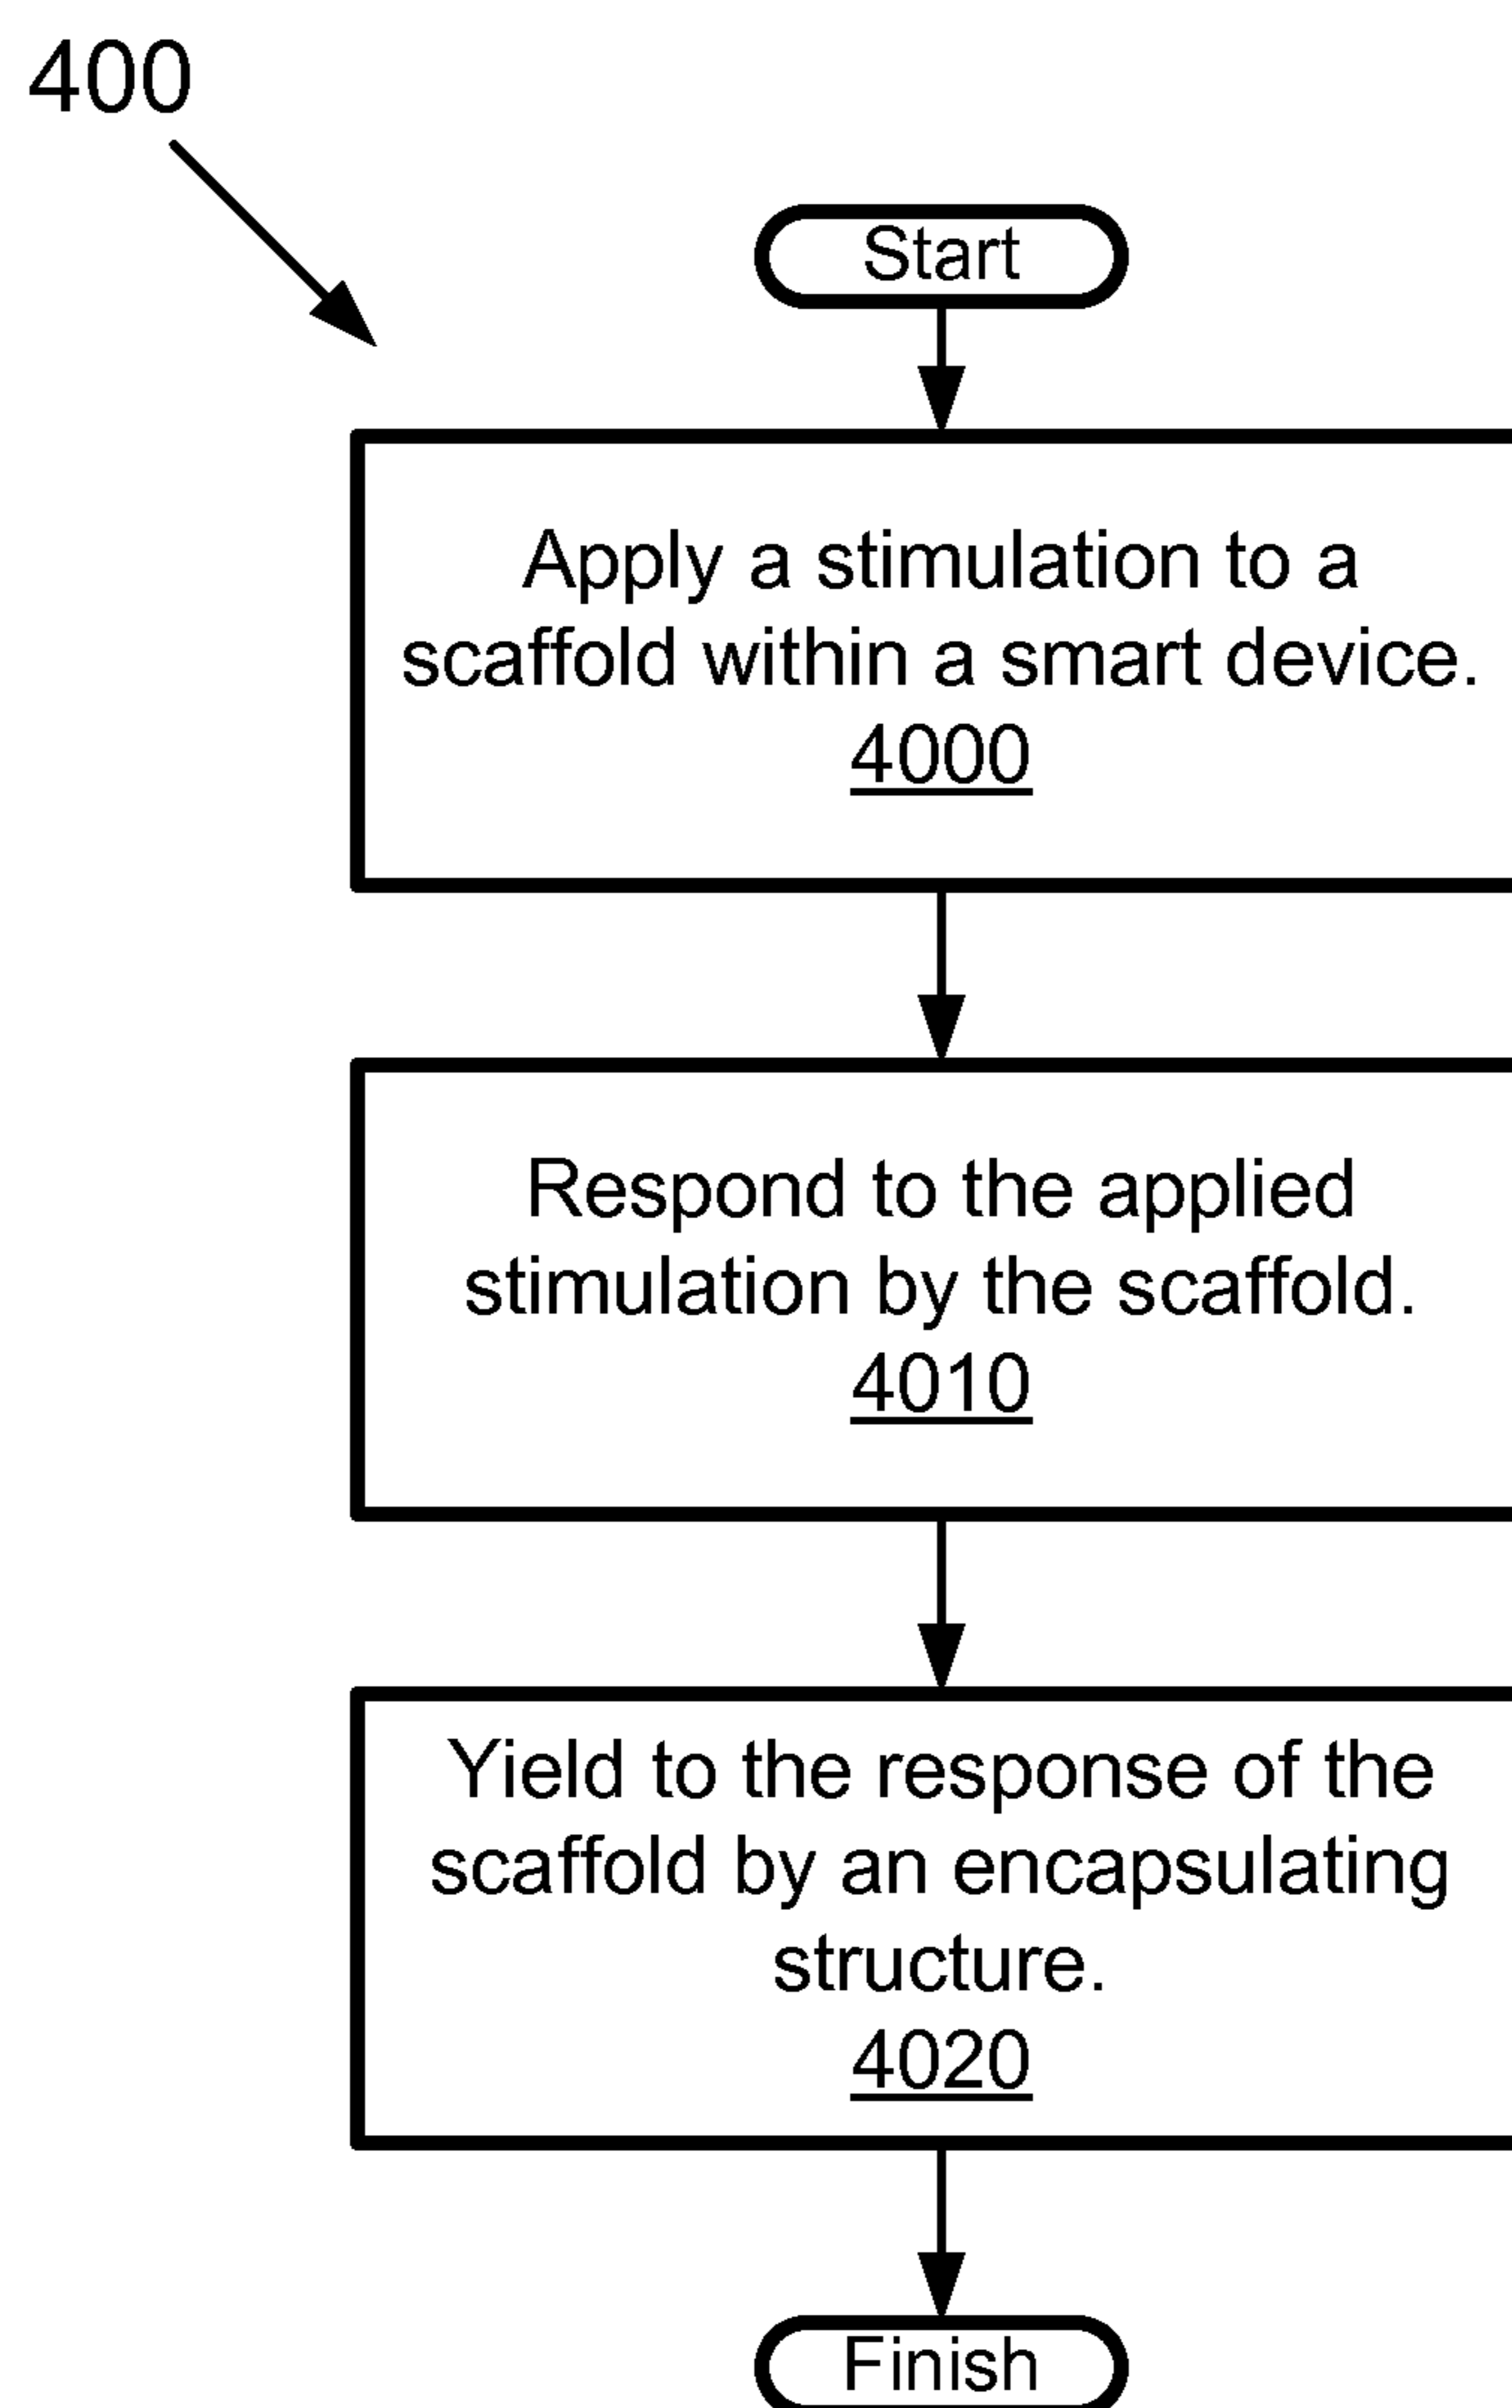 400
Start
Apply a stimulation to a
scaffold within a smart device.
4000
Respond to the applied
stimulation by the scaffold.
4010
Yield to the response of the
scaffold by an encapsulating
structure.
4020
Finish